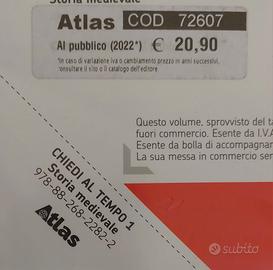 Storia medievale
Atlas COD 72607
Al pubblico (2022*) € 20,90
*In caso di variazione iva o cambiamento prezzo in anni successivi,
consultare il sito o il catalogo dell'editore
Questo volume, sprovvisto del ta
fuori commercio. Esente da I.V.A
Esente da bolla di accompagnam
La sua messa in commercio sen
CHIEDI AL TEMPO 1
Storia medievale
978-88-268-2282-2
Atlas
subito